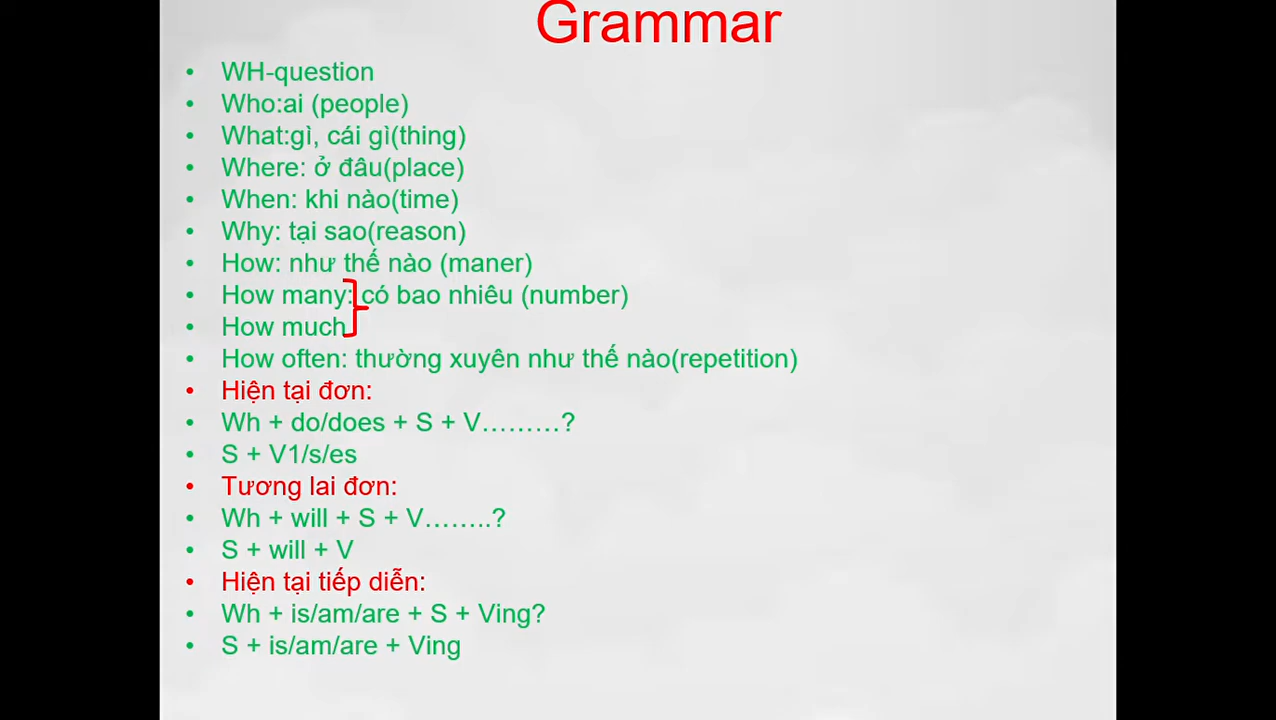 Grammar
• WH-question
• Who:ai (people)
• What:gì, cái gì(thing)
• Where: ở đâu(place)
• When: khi nào(time)
• Why: tại sao(reason)
• How: như thế nào (maner)
• How many: có bao nhiêu (number)
• How much
• How often: thường xuyên như thế nào(repetition)
• Hiện tại đơn:
• Wh + do/does + S + V………?
• S + V1/s/es
• Tương lai đơn:
• Wh + will + S + V……..?
• S + will + V
• Hiện tại tiếp diễn:
• Wh + is/am/are + S + Ving?
• S + is/am/are + Ving